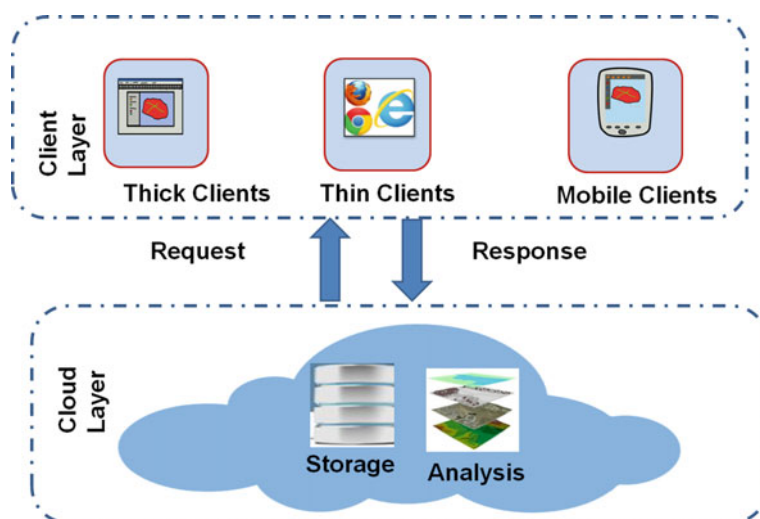 Client
Layer
Thick Clients
Thin Clients
Mobile Clients
Request
Response
Cloud
Layer
Storage
Analysis